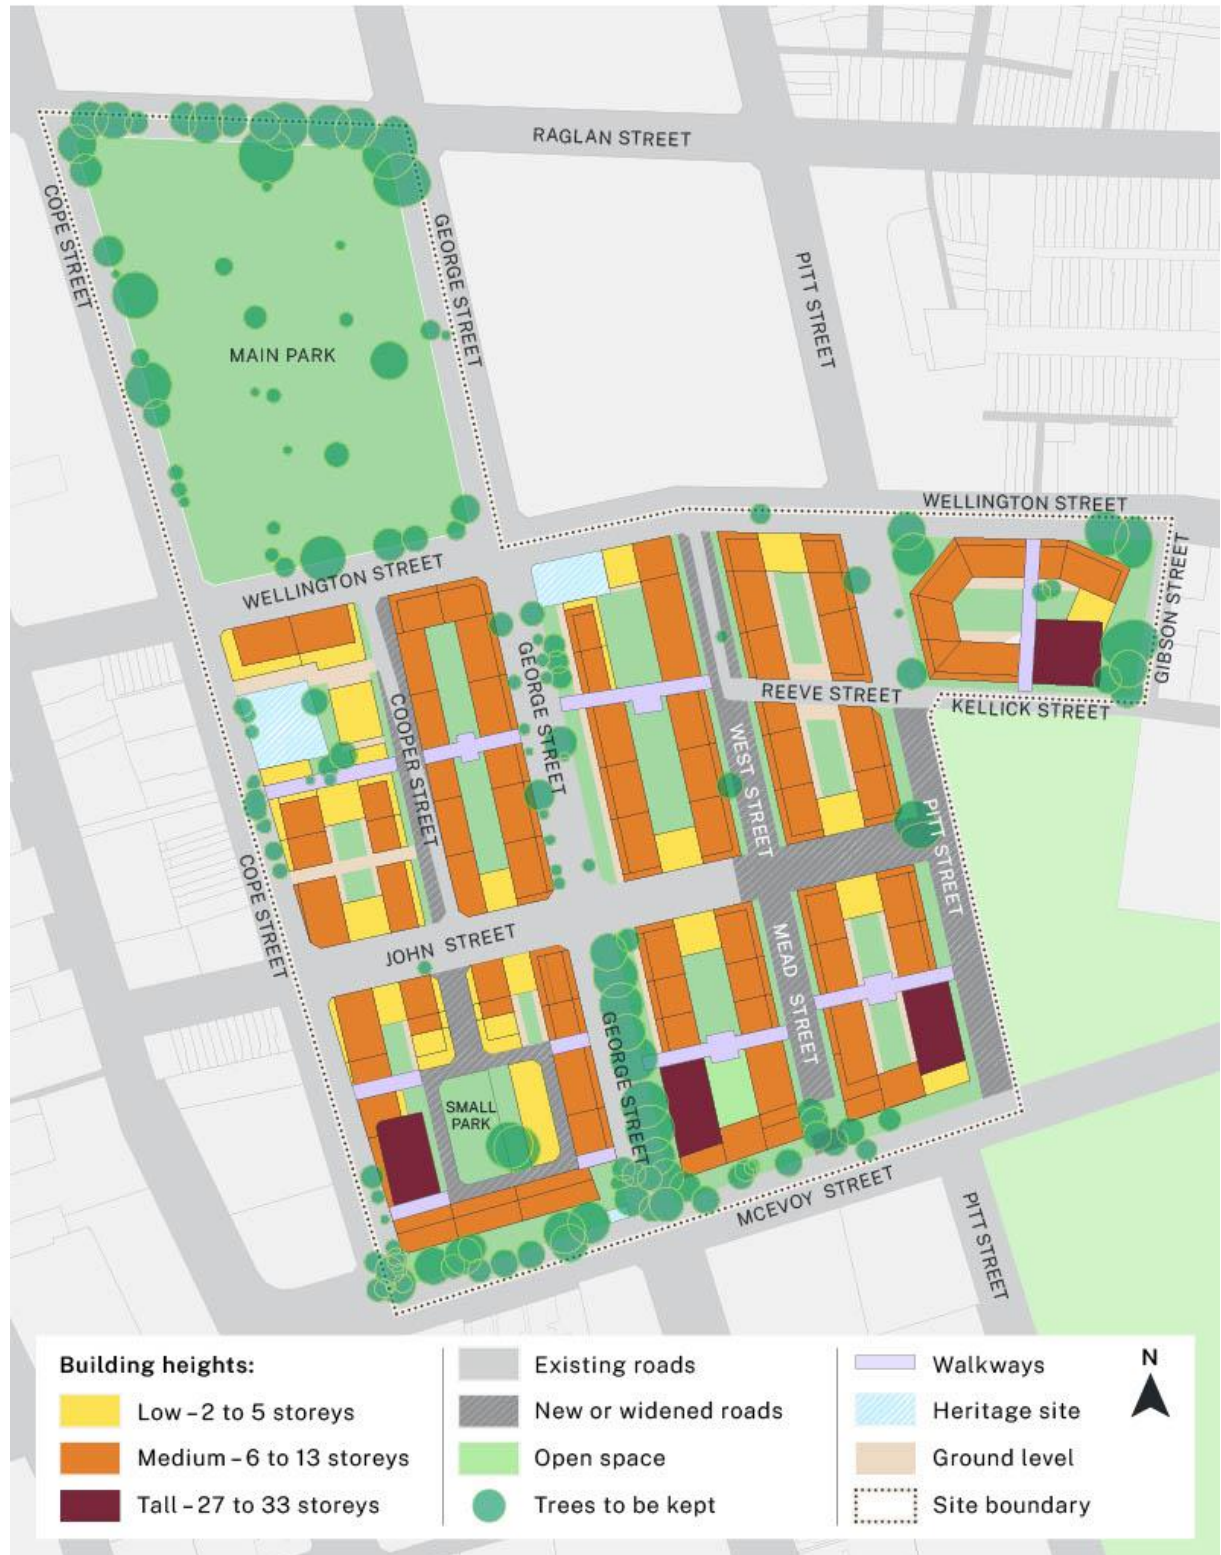 RAGLAN STREET
COPE STREET
GEORGE STREET
PITT STREET
MAIN PARK
WELLINGTON STREET
WELLINGTON STREET
GIBSON STREET
GEORGE STREET
REEVE STREET
KELLICK STREET
COOPER STREET
WEST STREET
PITT STREET
COPE STREET
JOHN STREET
MEAD STREET
GEORGE STREET
SMALL
PARK
MCEVOY STREET
PITT STREET
Building heights:
Low – 2 to 5 storeys
Medium – 6 to 13 storeys
Tall – 27 to 33 storeys
Existing roads
New or widened roads
Open space
Trees to be kept
Walkways
Heritage site
Ground level
Site boundary
N